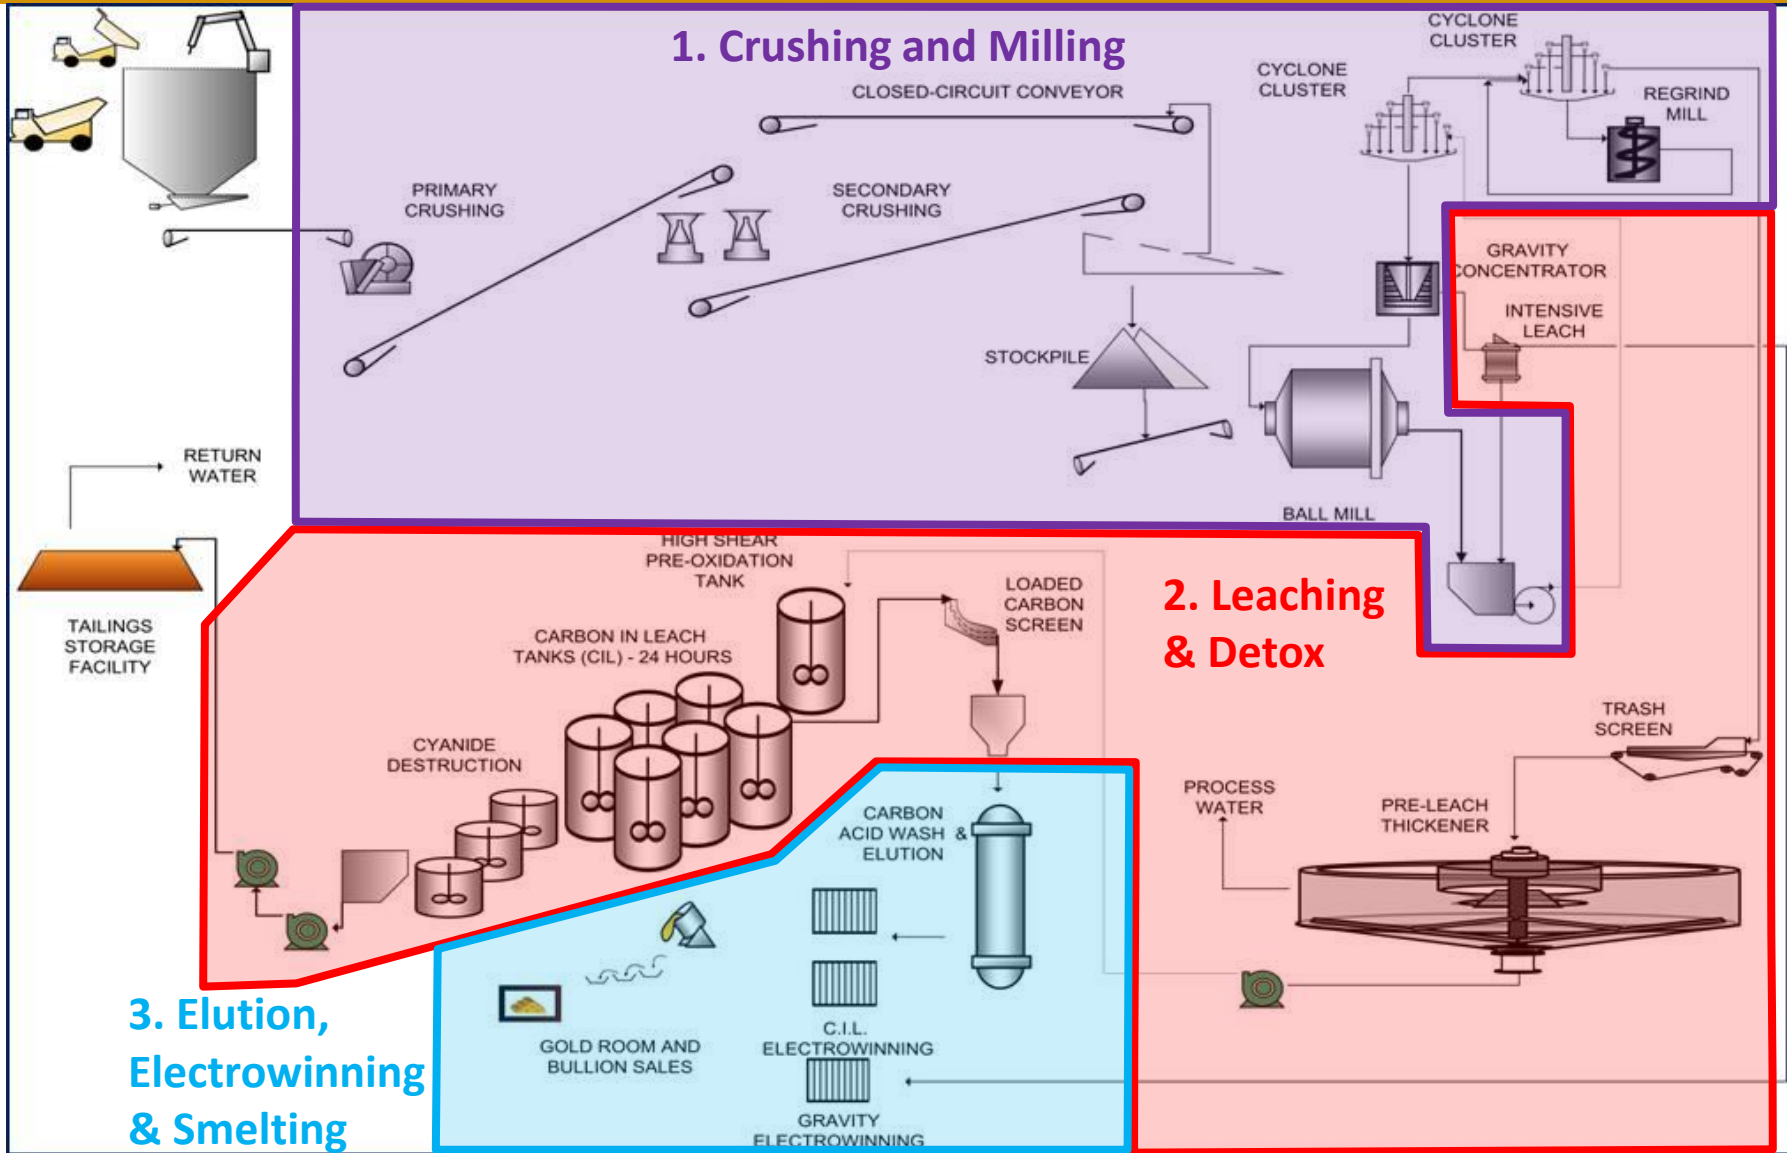 1. Crushing and Milling
CYCLONE
CLUSTER
CYCLONE
CLUSTER
CLOSED-CIRCUIT CONVEYOR
REGRIND
MILL
PRIMARY
CRUSHING
SECONDARY
CRUSHING
GRAVITY
CONCENTRATOR
INTENSIVE
LEACH
STOCKPILE
RETURN
WATER
BALL MILL
HIGH SHEAR
PRE-OXIDATION
TANK
LOADED
CARBON
SCREEN
2. Leaching
& Detox
TAILINGS
STORAGE
FACILITY
CARBON IN LEACH
TANKS (CIL) - 24 HOURS
TRASH
SCREEN
CYANIDE
DESTRUCTION
PROCESS
WATER
PRE-LEACH
THICKENER
CARBON
ACID WASH &
ELUTION
3. Elution,
Electrowinning
& Smelting
GOLD ROOM AND
BULLION SALES
C.I.L.
ELECTROWINNING
GRAVITY
ELECTROWINNING